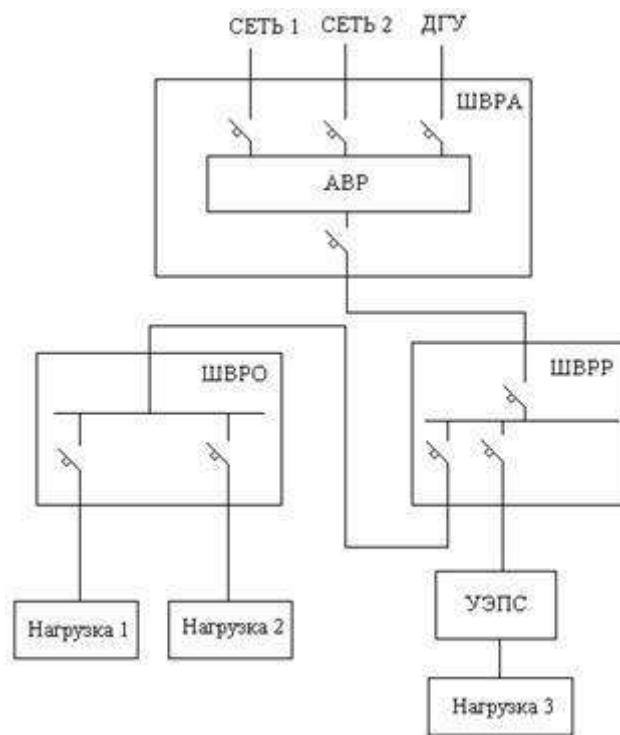 СЕТЬ 1
СЕТЬ 2
ДГУ
ШВРА
АВР
ШВРО
ШВРР
УЭПС
Нагрузка 1
Нагрузка 2
Нагрузка 3